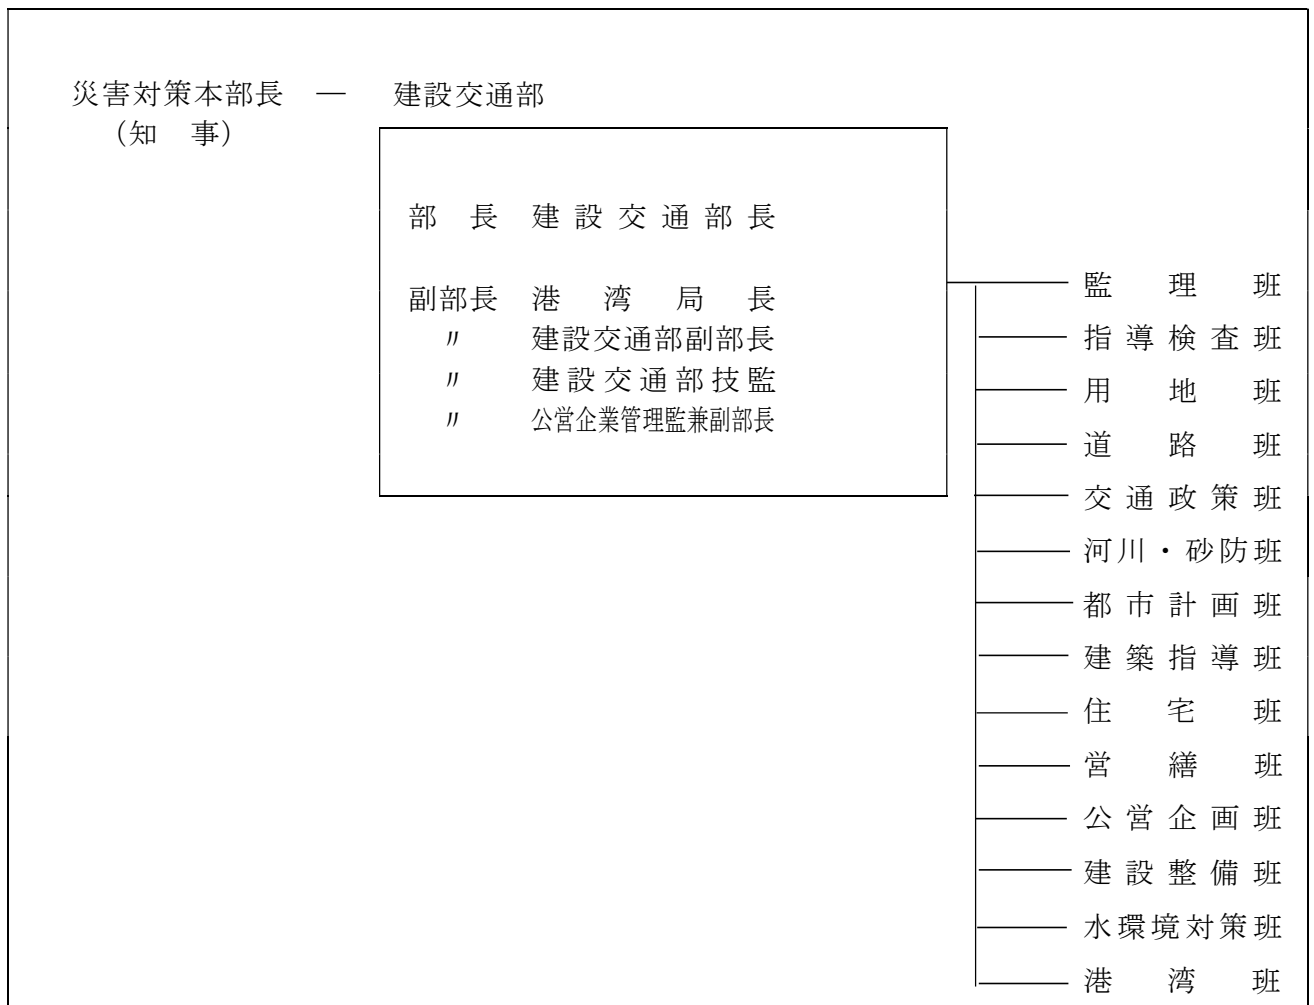 災害対策本部長 ― 建設交通部
（知　事）
部　長 建設交通部長
副部長 港湾局長
〃 建設交通部副部長
〃 建設交通部技監
〃 公営企業管理監兼副部長
監理班
指導検査班
用地班
道路班
交通政策班
河川・砂防班
都市計画班
建築指導班
住宅班
営繕班
公営企画班
建設整備班
水環境対策班
港湾班